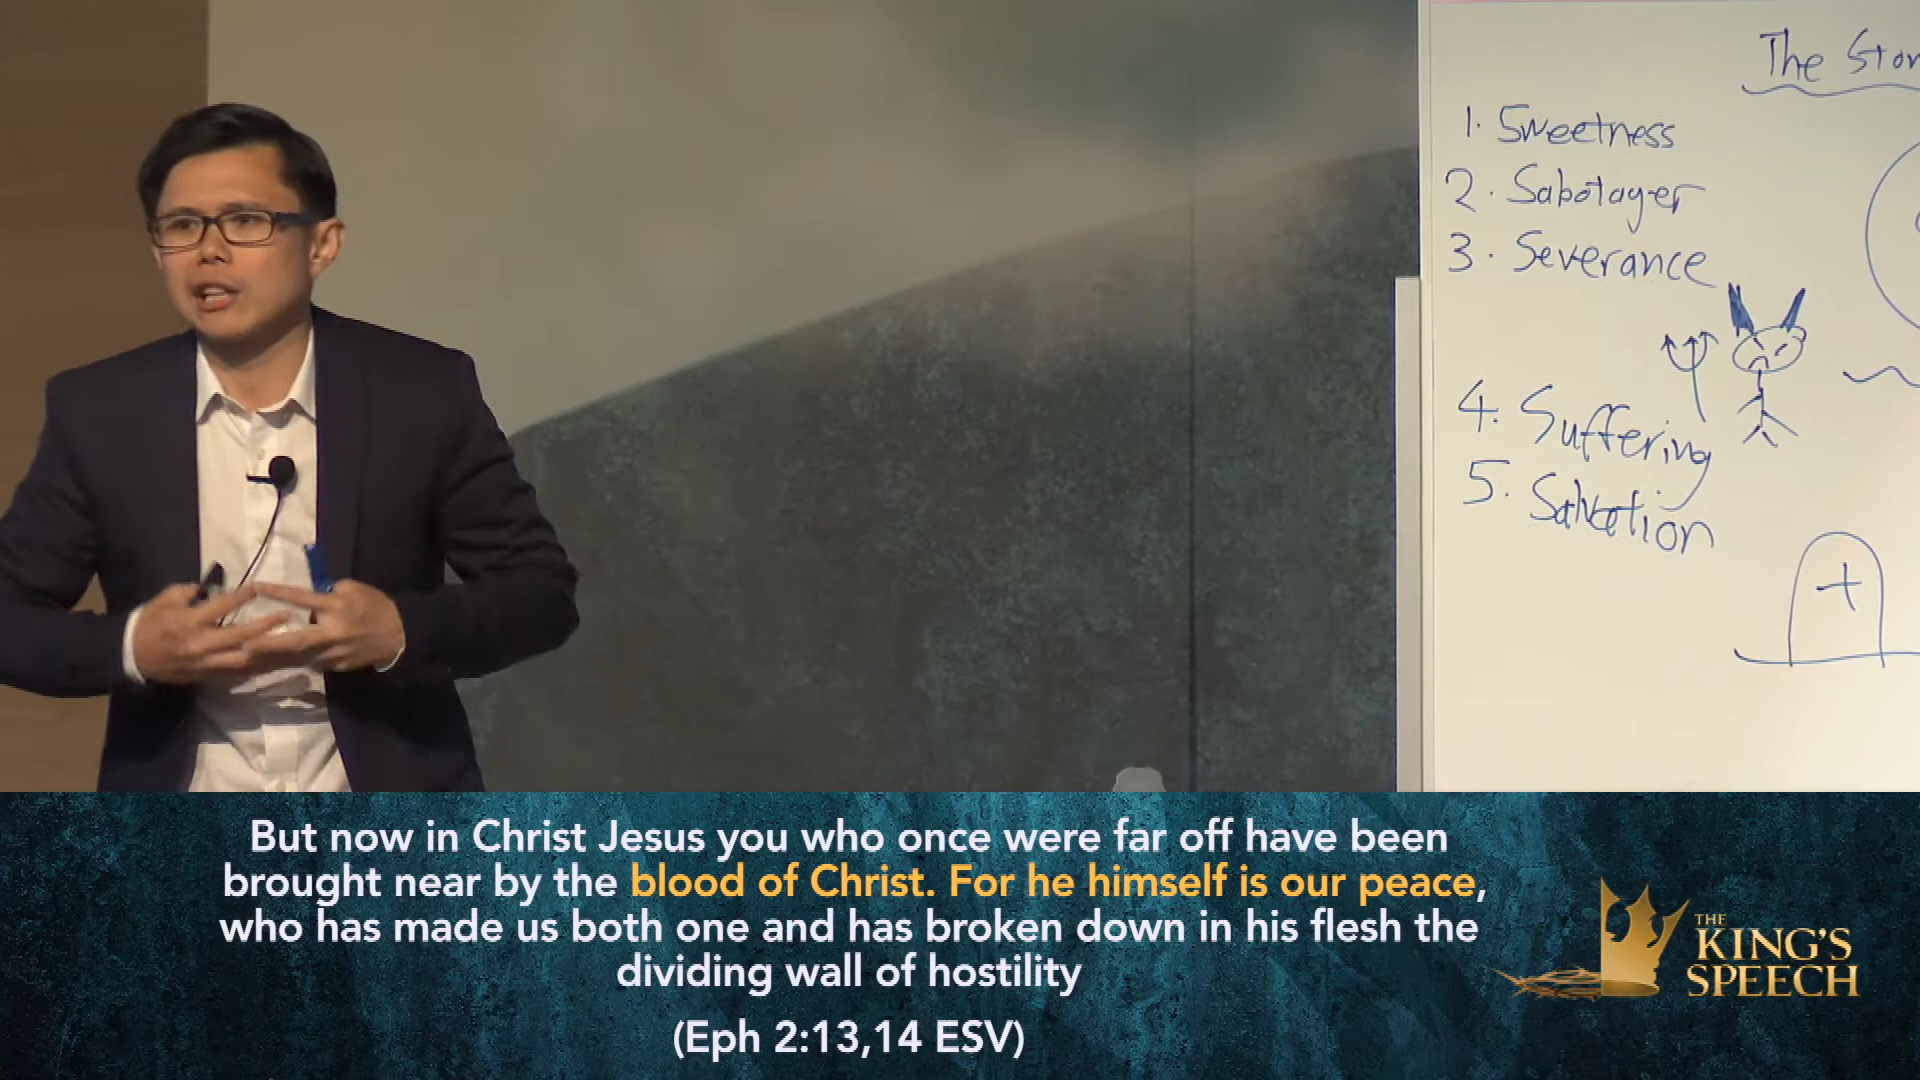 The Stor
1. Sweetness
2. Sabotager
3. Severance
4. Suffering
5. Salvation
But now in Christ Jesus you who once were far off have been
brought near by the blood of Christ. For he himself is our peace,
who has made us both one and has broken down in his flesh the
dividing wall of hostility
(Eph 2:13,14 ESV)
THE
KING'S
SPEECH